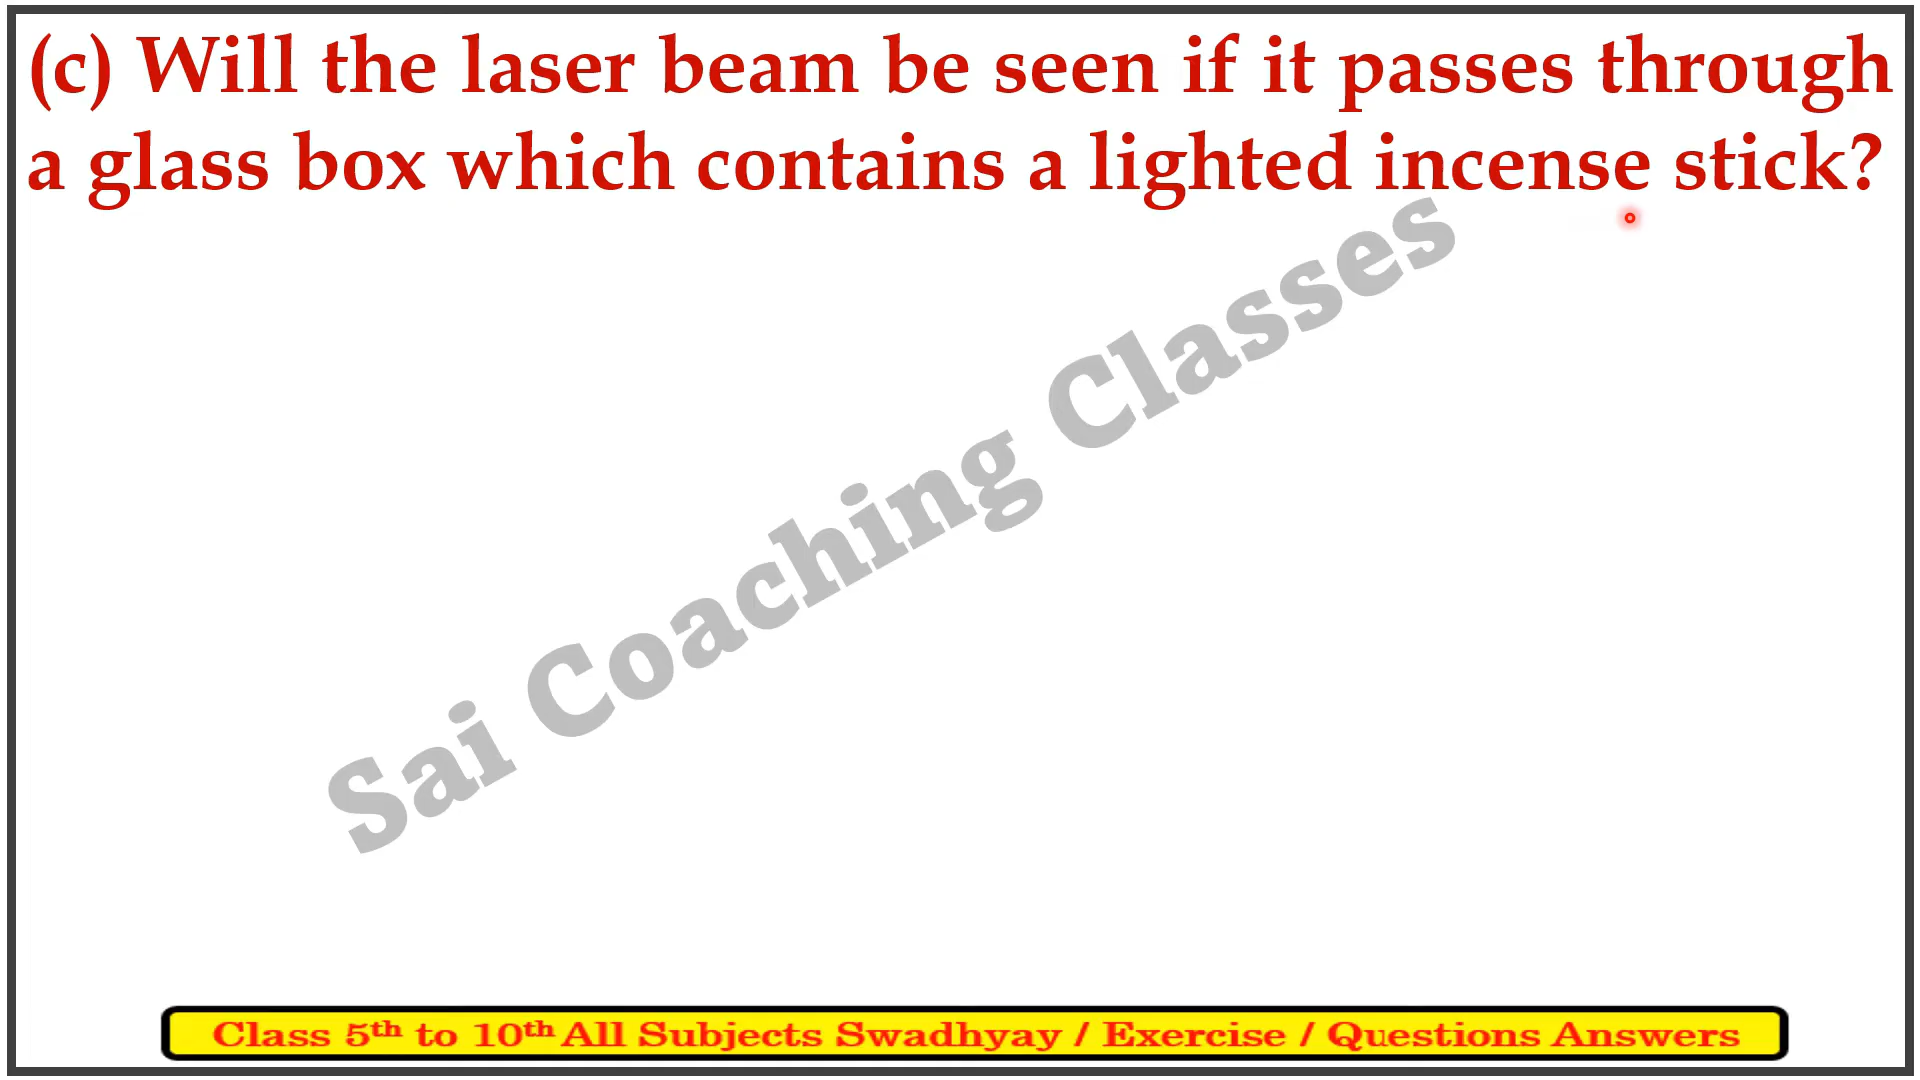 (c) Will the laser beam be seen if it passes through
a glass box which contains a lighted incense stick?
Sai Coaching Classes
Class 5th to 10th All Subjects Swadhyay / Exercise / Questions Answers